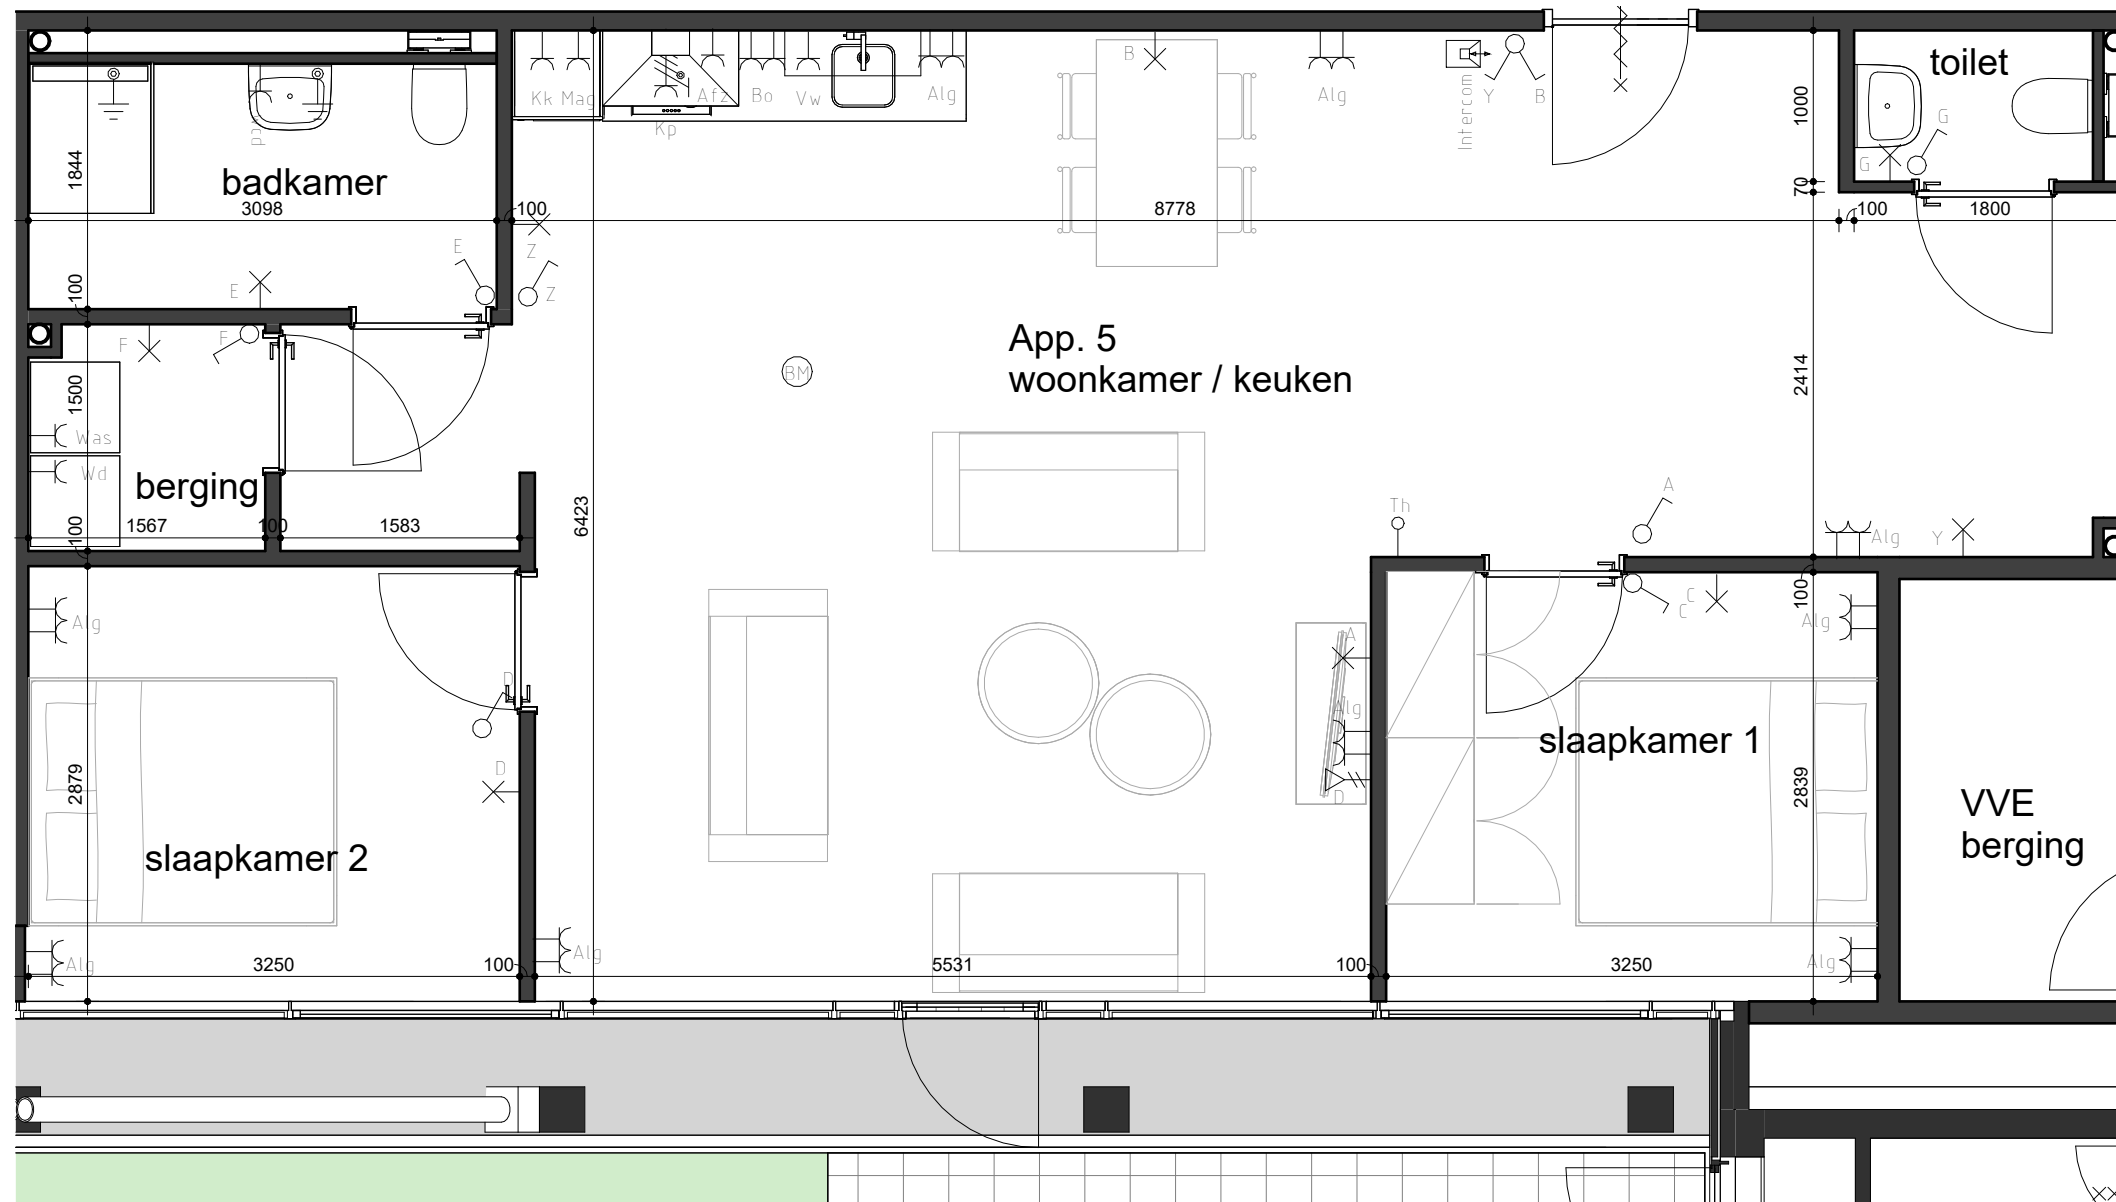 toilet
Kk Mag
Afz
Bo
Vw
Alg
Kp
B
Alg
Intercom
Y
B
G
G
1000
70
1844
badkamer
3098
100
8778
100
1800
E
Z
Z
E
100
F
F
App. 5
woonkamer / keuken
BM
1500
2414
Was
Wd
berging
1567
100
1583
100
6423
Th
A
Alg
Y
C
C
100
Alg
Alg
D
A
Alg
D
D
slaapkamer 1
2879
2839
VVE
berging
slaapkamer 2
Alg
3250
100
Alg
5531
100
3250
Alg